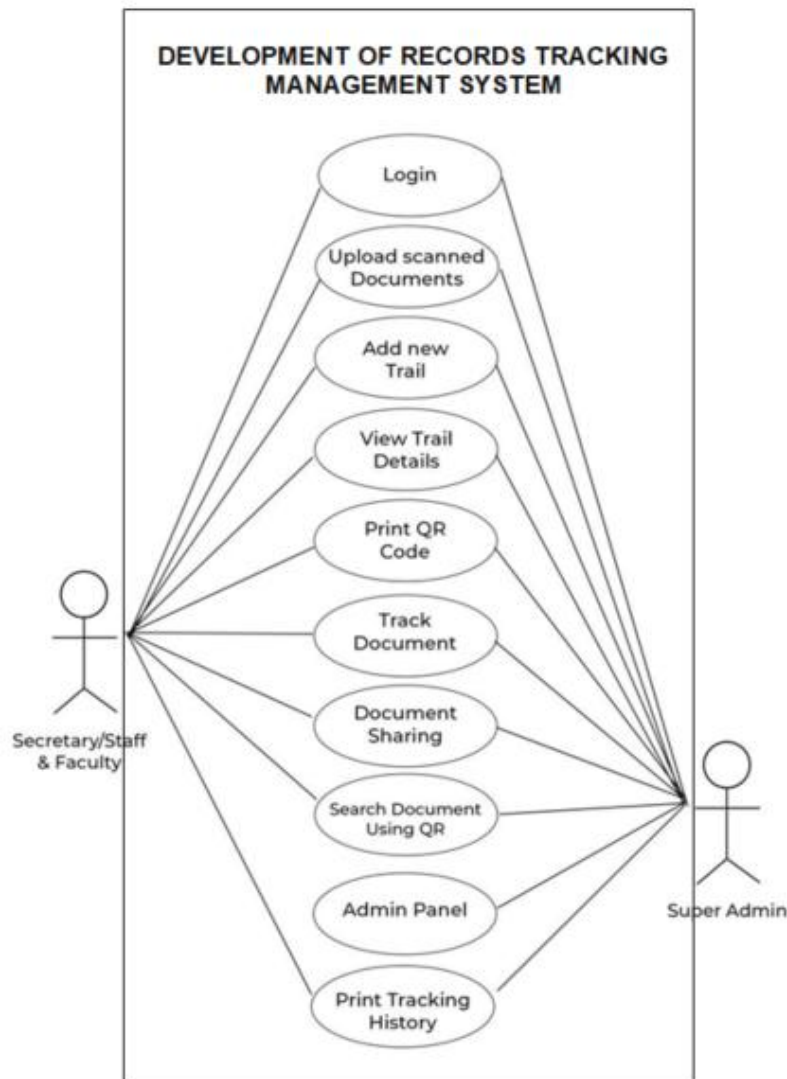 DEVELOPMENT OF RECORDS TRACKING
MANAGEMENT SYSTEM
Login
Upload scanned
Documents
Add new
Trail
View Trail
Details
Print QR
Code
Track
Document
Document
Sharing
Secretary/Staff
& Faculty
Search Document
Using QR
Admin Panel
Super Admin
Print Tracking
History